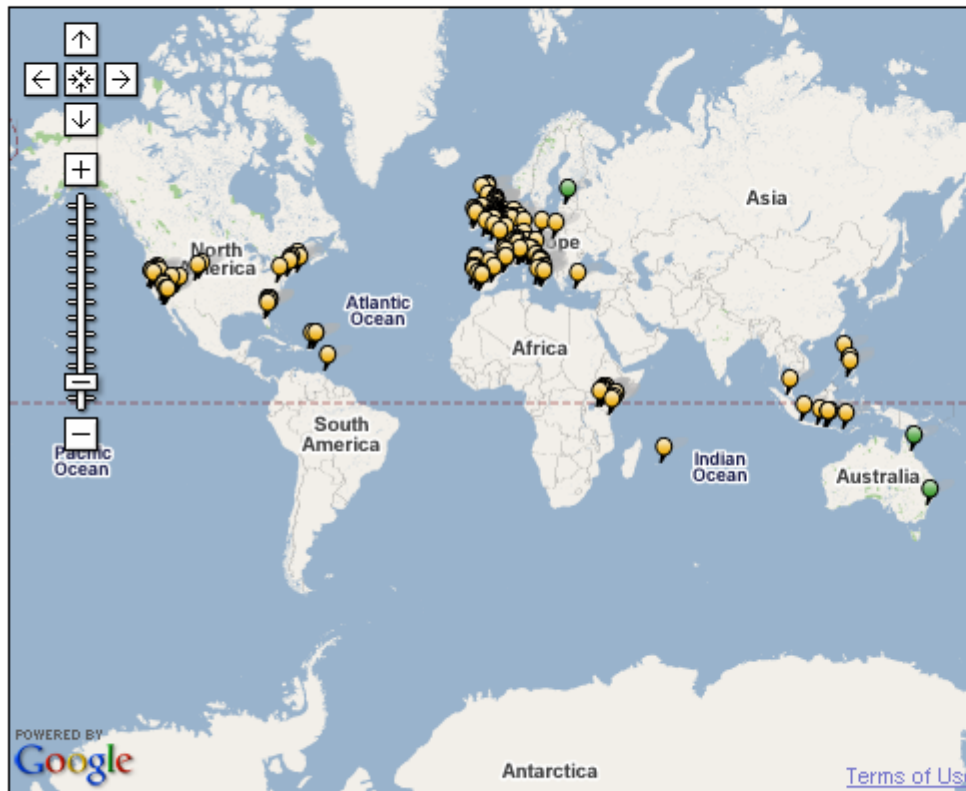 Asia
North
America
Europe
Atlantic
Ocean
Africa
South
America
Pacific
Ocean
Indian
Ocean
Australia
POWERED BY
Google
Antarctica
Terms of Us